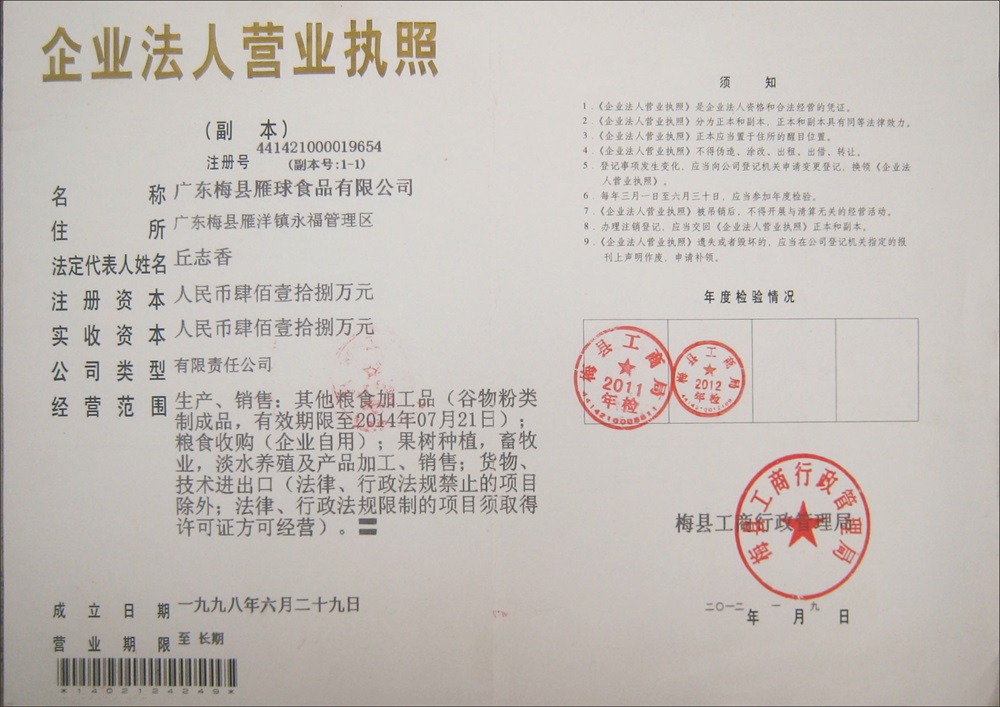 企业法人营业执照
(副 本)
441421000019654
注册号 (副本号:1-1)
名 称 广东梅县雁球食品有限公司
住 所 广东梅县雁洋镇永福管理区
法定代表人姓名 丘志香
注册资本 人民币肆佰壹拾捌万元
实收资本 人民币肆佰壹拾捌万元
公司类型 有限责任公司
经营范围 生产、销售：其他粮食加工品（谷物粉类
制成品，有效期限至2014年07月21日）；
粮食收购（企业自用）；果树种植，畜牧
业，淡水养殖及产品加工、销售；货物、
技术进出口（法律、行政法规禁止的项目
除外；法律、行政法规限制的项目须取得
许可证方可经营）。
成立日期 一九九八年六月二十九日
营业期限 至 长期
*1402124249*
须 知
1．《企业法人营业执照》是企业法人资格和合法经营的凭证。
2．《企业法人营业执照》分为正本和副本，正本和副本具有同等法律效力。
3．《企业法人营业执照》正本应当置于住所的醒目位置。
4．《企业法人营业执照》不得伪造、涂改、出租、出借、转让。
5．登记事项发生变化，应当向公司登记机关申请变更登记，换领《企业法
人营业执照》。
6．每年三月一日至六月三十日，应当参加年度检验。
7．《企业法人营业执照》被吊销后，不得开展与清算无关的经营活动。
8．办理注销登记，应当交回《企业法人营业执照》正本和副本。
9．《企业法人营业执照》遗失或者毁坏的，应当在公司登记机关指定的报
刊上声明作废，申请补领。
年度检验情况
梅县工商局
2011
年检
4414210008811
梅县工商局
2012
年检
梅县工商行政管理局
梅县工商行政管理局
二〇一二年一月九日